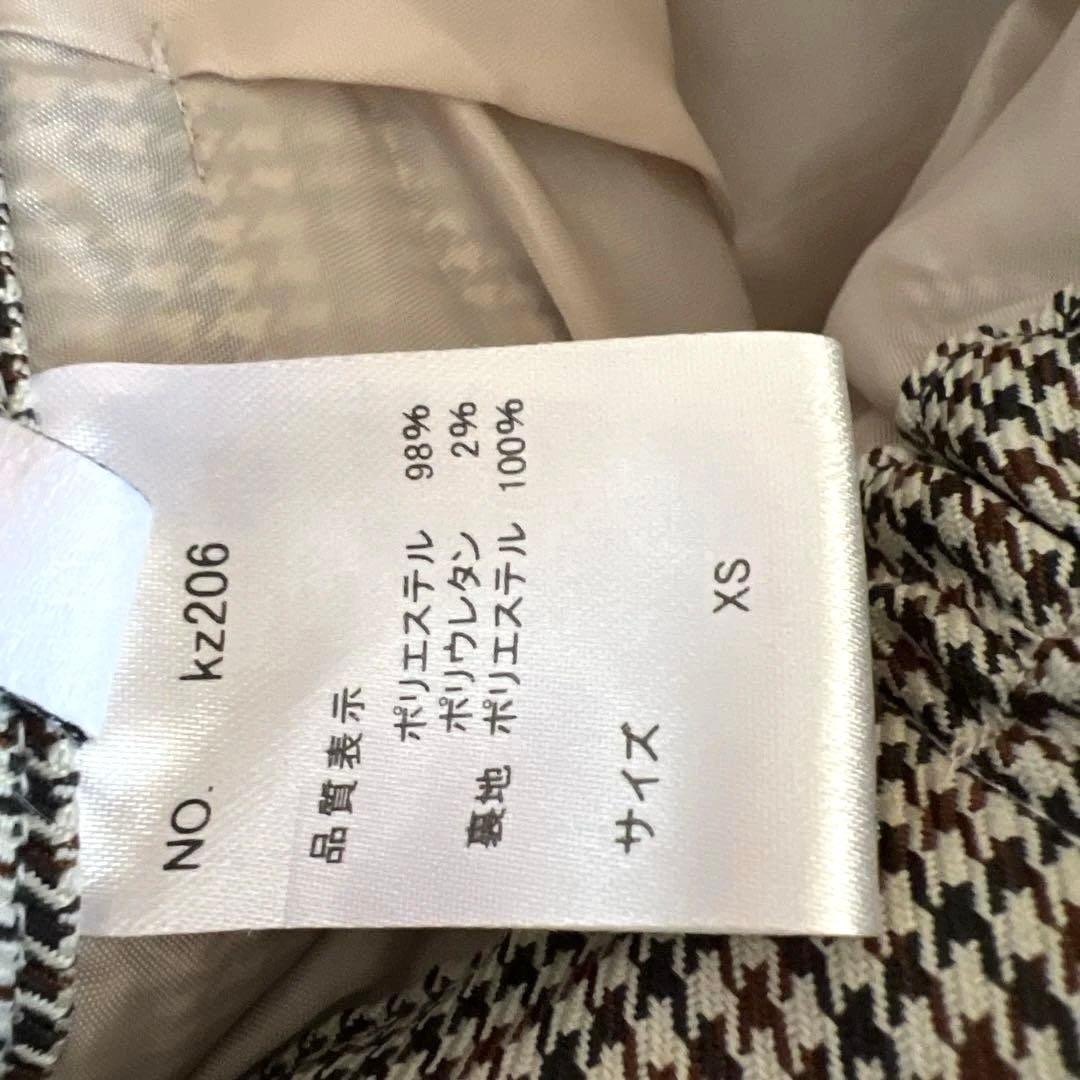 NO. kz206
品質表示
ポリエステル 98%
ポリウレタン 2%
裏地 ポリエステル 100%
サイズ
XS